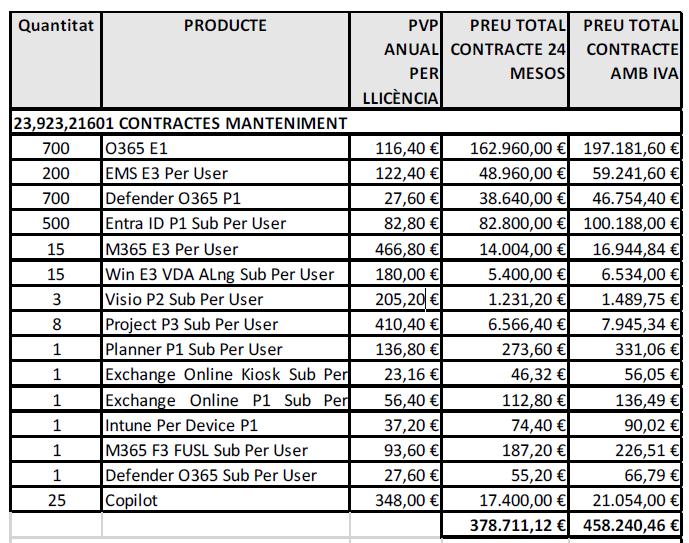 Quantitat PRODUCTE PVP ANUAL PER LLICÈNCIA PREU TOTAL CONTRACTE 24 MESOS PREU TOTAL CONTRACTE AMB IVA
23,923,21601 CONTRACTES MANTENIMENT
700 O365 E1 116,40 € 162.960,00 € 197.181,60 €
200 EMS E3 Per User 122,40 € 48.960,00 € 59.241,60 €
700 Defender O365 P1 27,60 € 38.640,00 € 46.754,40 €
500 Entra ID P1 Sub Per User 82,80 € 82.800,00 € 100.188,00 €
15 M365 E3 Per User 466,80 € 14.004,00 € 16.944,84 €
15 Win E3 VDA ALng Sub Per User 180,00 € 5.400,00 € 6.534,00 €
3 Visio P2 Sub Per User 205,20 € 1.231,20 € 1.489,75 €
8 Project P3 Sub Per User 410,40 € 6.566,40 € 7.945,34 €
1 Planner P1 Sub Per User 136,80 € 273,60 € 331,06 €
1 Exchange Online Kiosk Sub Per 23,16 € 46,32 € 56,05 €
1 Exchange Online P1 Sub Per 56,40 € 112,80 € 136,49 €
1 Intune Per Device P1 37,20 € 74,40 € 90,02 €
1 M365 F3 FUSL Sub Per User 93,60 € 187,20 € 226,51 €
1 Defender O365 Sub Per User 27,60 € 55,20 € 66,79 €
25 Copilot 348,00 € 17.400,00 € 21.054,00 €
378.711,12 € 458.240,46 €